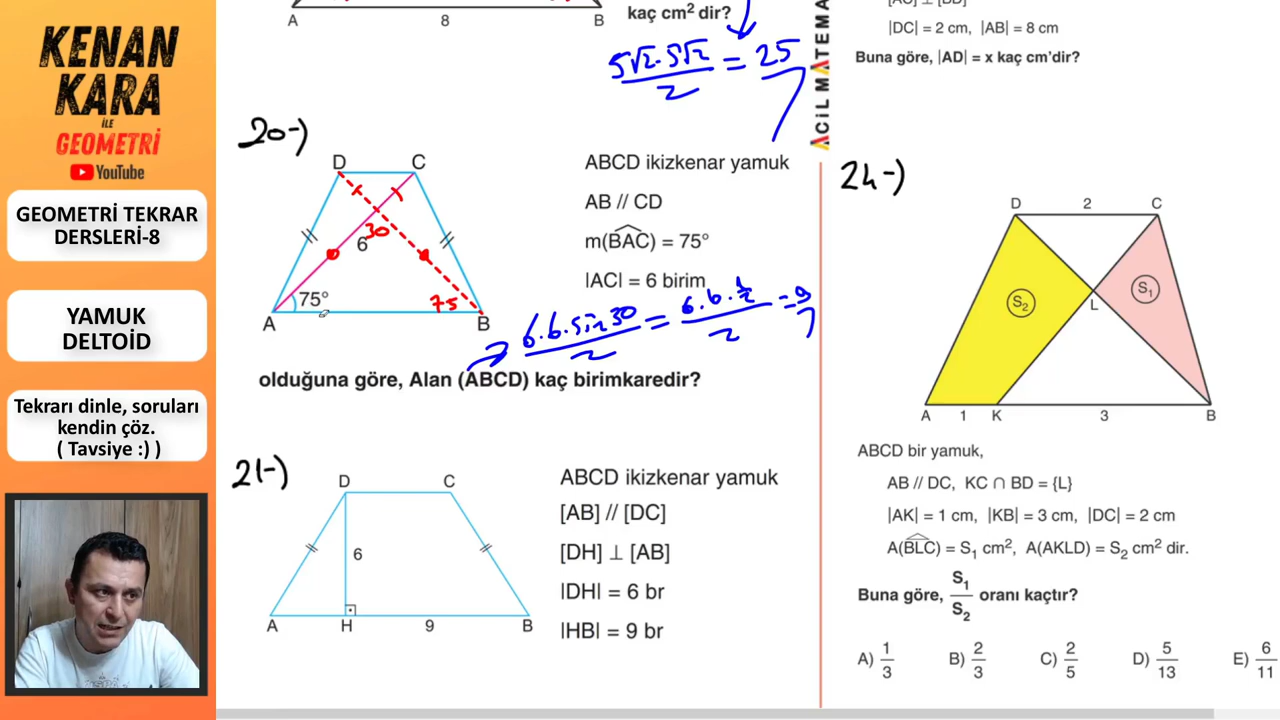 KENAN
KARA
İLE
GEOMETRİ
YouTube
GEOMETRİ TEKRAR
DERSLERİ-8
YAMUK
DELTOİD
Tekrarı dinle, soruları
kendin çöz.
( Tavsiye :) )
A 8 B
kaç cm² dir?
5√2.5√2/2 = 25
20-)
D C
30
6
75°
75
A B
ABCD ikizkenar yamuk
AB // CD
m(BAC) = 75°
|AC| = 6 birim
6.6.sin30/2 = 6.6.1/2/2 = 9
olduğuna göre, Alan (ABCD) kaç birimkaredir?
21-)
D C
6
A H 9 B
ABCD ikizkenar yamuk
[AB] // [DC]
[DH] ⊥ [AB]
|DH| = 6 br
|HB| = 9 br
ACİL MATEMA
|DC| = 2 cm, |AB| = 8 cm
Buna göre, |AD| = x kaç cm'dir?
24-)
D 2 C
S₂ S₁
L
A 1 K 3 B
ABCD bir yamuk,
AB // DC, KC ∩ BD = {L}
|AK| = 1 cm, |KB| = 3 cm, |DC| = 2 cm
A(BLC) = S₁ cm², A(AKLD) = S₂ cm² dir.
Buna göre, S₁/S₂ oranı kaçtır?
A) 1/3 B) 2/3 C) 2/5 D) 5/13 E) 6/11